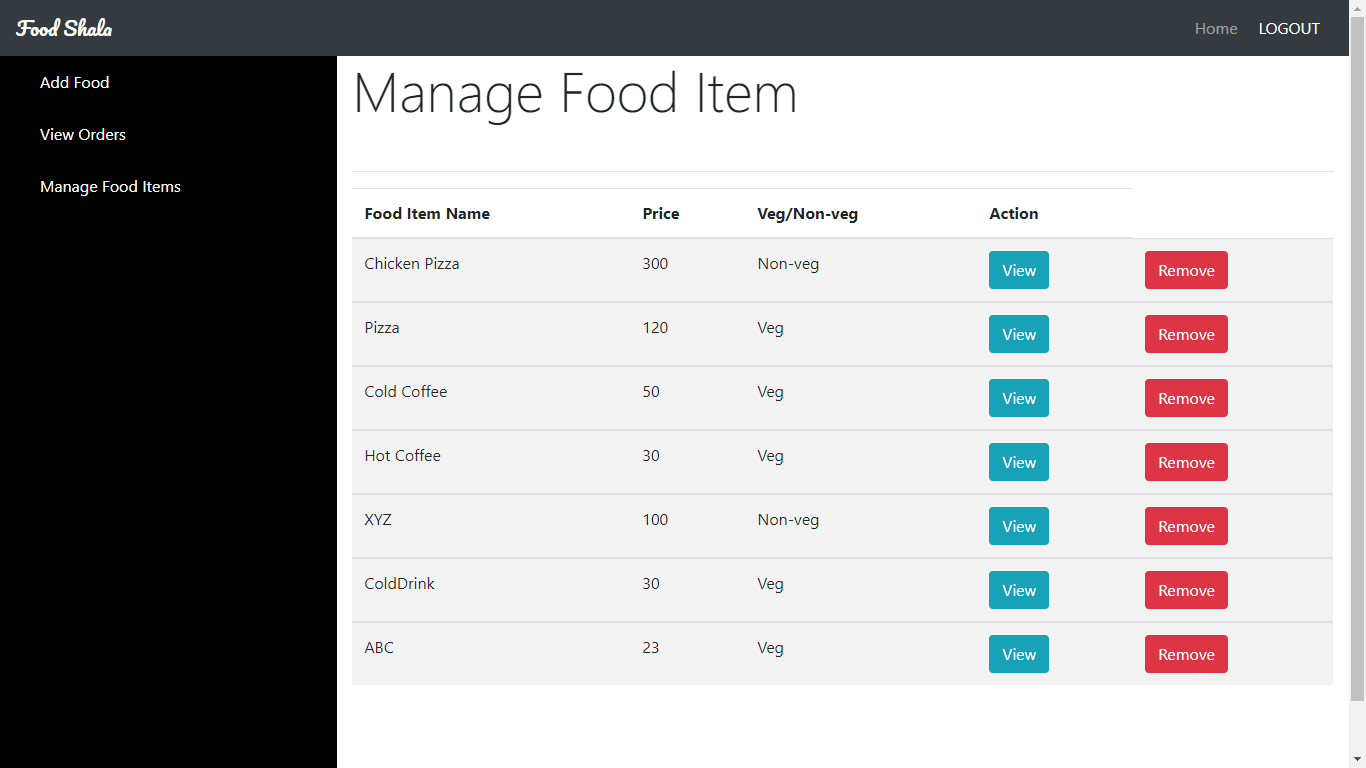 Food Shala Home LOGOUT
Add Food
View Orders
Manage Food Items
Manage Food Item
Food Item Name Price Veg/Non-veg Action
Chicken Pizza 300 Non-veg View Remove
Pizza 120 Veg View Remove
Cold Coffee 50 Veg View Remove
Hot Coffee 30 Veg View Remove
XYZ 100 Non-veg View Remove
ColdDrink 30 Veg View Remove
ABC 23 Veg View Remove